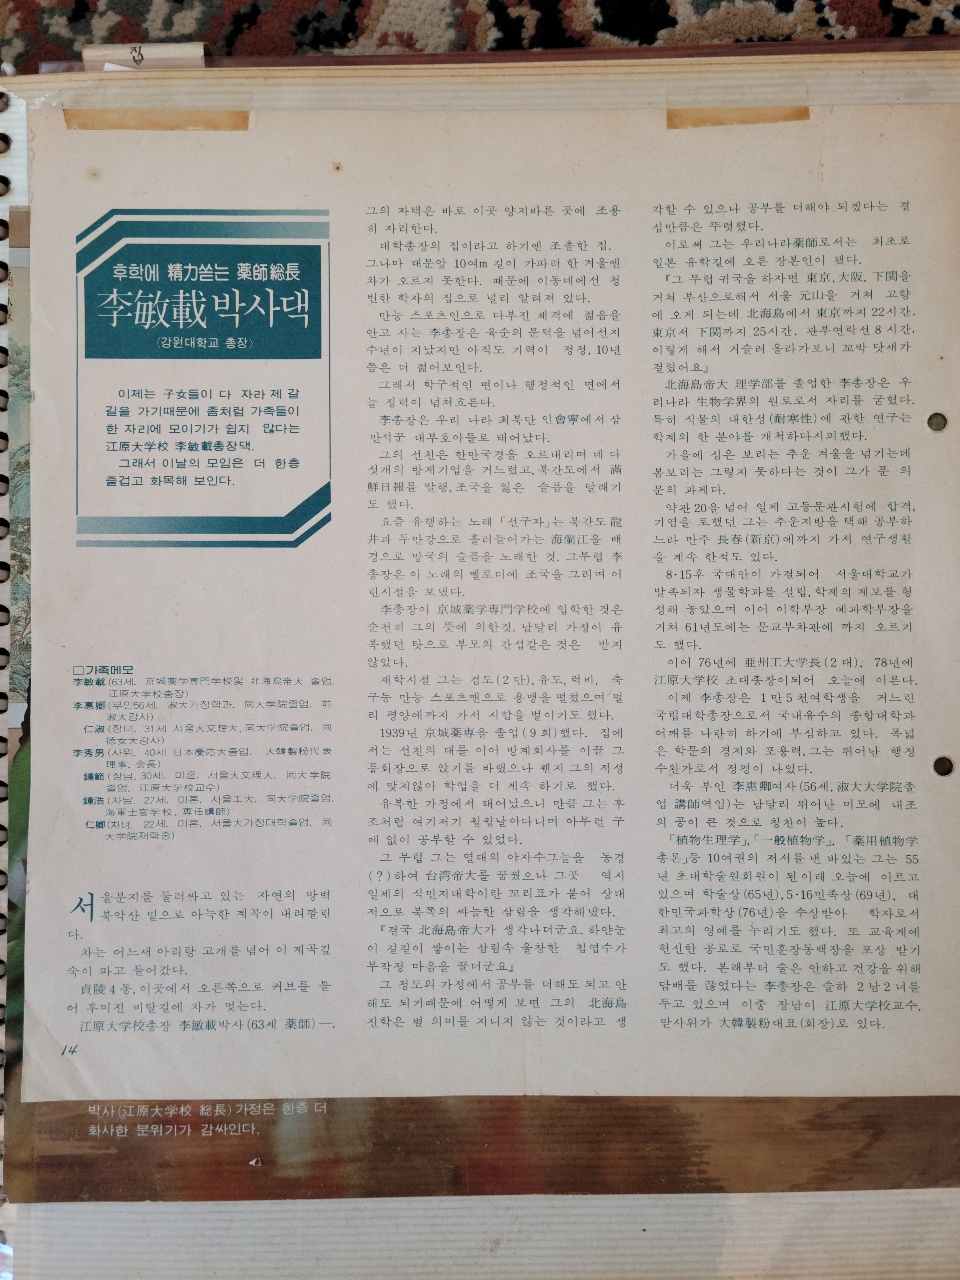 후학에 精力쏟는 薬師総長
李敏載 박사댁
〈강원대학교 총장〉
이제는 子女들이 다 자라 제 갈
길을 가기때문에 좀처럼 가족들이
한 자리에 모이기가 쉽지 않다는
江原大学校 李敏載총장댁.
그래서 이날의 모임은 더 한층
즐겁고 화목해 보인다.
□가족메모
李敏載(63세, 京城薬学専門学校및 北海島帝大 졸업,
江原大学校総長)
李惠卿(부인56세, 淑大가정학과, 同大学院졸업, 前
淑大강사)
仁淑(장녀, 31세 서울大文理大, 同大学院졸업, 同
徳女大강사)
李秀男(사위, 40세 日本慶応大졸업, 大韓製粉代表
理事, 会長)
鍾範(장남, 30세, 미혼, 서울大文理大, 同大学院
졸업, 江原大学校교수)
鍾浩(차남, 27세, 미혼, 서울工大, 同大学院졸업,
海軍士官学校, 専任講師)
仁卿(차녀, 22세, 미혼, 서울大가정대학졸업, 同
大学院재학중)
서울분지를 둘러싸고 있는 자연의 방벽
북악산 밑으로 아늑한 계곡이 내려깔린
다.
차는 어느새 아리랑 고개를 넘어 이 계곡깊
숙이 파고 들어갔다.
貞陵4동, 이곳에서 오른쪽으로 커브를 틀
어 후미진 비탈길에 차가 멎는다.
江原大学校총장 李敏載박사(63세 薬師)—.
14
그의 자택은 바로 이곳 양지바른 곳에 조용
히 자리한다.
대학총장의 집이라고 하기엔 조촐한 집.
그나마 대문앞 10여m 길이 가파러 한겨울엔
차가 오르지 못한다. 때문에 이동네에선 청
빈한 학자의 집으로 널리 알려져 있다.
만능 스포츠인으로 다부진 체격에 젊음을
안고 사는 李총장은 육순의 문턱을 넘어선지
수년이 지났지만 아직도 기력이 정정, 10년
쯤은 더 젊어보인다.
그래서 학구적인 면이나 행정적인 면에서
늘 정력이 넘쳐흐른다.
李총장은 우리 나라 최북단 인會寧에서 삼
만석꾼 대부호아들로 태어났다.
그의 선친은 한만국경을 오르내리며 네 다
섯개의 방계기업을 거느렸고, 북간도에서 満
鮮日報를 발행, 조국을 잃은 슬픔을 달래기
도 했다.
요즘 유행하는 노래 「선구자」는 북간도 龍
井과 두만강으로 흘러들어가는 海蘭江을 배
경으로 망국의 슬픔을 노래한 것. 그무렵 李
총장은 이 노래의 멜로디에 조국을 그리며 어
린시절을 보냈다.
李총장이 京城薬学専門学校에 입학한 것은
순전히 그의 뜻에 의한것. 남달리 가정이 유
복했던 탓으로 부모의 간섭같은 것은 받지
않았다.
재학시절 그는 검도(2단), 유도, 럭비, 축
구등 만능 스포츠맨으로 용맹을 떨쳤으며 멀
리 평양에까지 가서 시합을 벌이기도 했다.
1939년 京城薬専을 졸업(9회)했다. 집에
서는 선친의 대를 이어 방계회사를 이끌 그
룹회장으로 앉기를 바랬으나 웬지 그의 적성
에 맞지않아 학업을 더 계속 하기로 했다.
유복한 가정에서 태어났으니 만큼 그는 후
조처럼 여기저기 훨훨날아다니며 아무런 구
애 없이 공부할 수 있었다.
그 무렵 그는 열대의 야자수그늘을 동경
(?)하여 台湾帝大를 꿈꿨으나 그곳 역시
일제의 식민지대학이란 꼬리표가 붙어 상대
적으로 북쪽의 싸늘한 삼림을 생각해냈다.
『결국 北海島帝大가 생각나더군요. 하얀눈
이 길길이 쌓이는 삼림속 울창한 침엽수가
무작정 마음을 끌더군요』
그 정도의 가정에서 공부를 더해도 되고 안
해도 되기때문에 어떻게 보면 그의 北海島
진학은 별 의미를 지니지 않는 것이라고 생
각할 수 있으나 공부를 더해야 되겠다는 결
심만큼은 뚜렷했다.
이로써 그는 우리나라薬師로서는 최초로
일본 유학길에 오른 장본인이 됐다.
『그 무렵 귀국을 하자면 東京, 大阪, 下関을
거쳐 부산으로해서 서울 元山을 거쳐 고향
에 오게 되는데 北海島에서 東京까지 22시간,
東京서 下関까지 25시간, 관부연락선 8시간,
이렇게 해서 거슬러 올라가보니 꼬박 닷새가
걸렸어요』
北海島帝大 理学部를 졸업한 李총장은 우
리나라 生物学界의 원로로서 자리를 굳혔다.
특히 식물의 내한성(耐寒性)에 관한 연구는
학계의 한 분야를 개척하다시피했다.
가을에 심은 보리는 추운 겨울을 넘기는데
봄보리는 그렇지 못하다는 것이 그가 푼 의
문의 과제다.
약관 20을 넘어 일제 고등문관시험에 합격,
기염을 토했던 그는 추운지방을 택해 공부하
느라 만주 長春(新京)에까지 가서 연구생활
을 계속 한적도 있다.
8·15후 국대안이 가결되어 서울대학교가
발족되자 생물학과를 설립, 학제의 체모를 형
성해 놓았으며 이어 이학부장 예과학부장을
거쳐 61년도에는 문교부차관에 까지 오르기
도 했다.
이어 76년에 亜州工大学長(2대), 78년에
江原大学校 초대총장이되어 오늘에 이른다.
이제 李총장은 1만5천여학생을 거느린
국립대학총장으로서 국내유수의 종합대학과
어깨를 나란히 하기에 부심하고 있다. 폭넓
은 학문의 경지와 포용력, 그는 뛰어난 행정
수완가로서 정평이 나있다.
더욱 부인 李惠卿여사(56세, 淑大大学院졸
업 講師역임)는 남달리 뛰어난 미모에 내조
의 공이 큰 것으로 칭찬이 높다.
「植物生理学」, 「一般植物学」, 「薬用植物学
총론」등 10여권의 저서를 낸 바있는 그는 55
년 초대학술원회원이 된이래 오늘에 이르고
있으며 학술상(65년), 5·16민족상(69년), 대
한민국과학상(76년)을 수상받아 학자로서
최고의 영예를 누리기도 했다. 또 교육계에
헌신한 공로로 국민훈장동백장을 포상 받기
도 했다. 본래부터 술은 안하고 건강을 위해
담배를 끊었다는 李총장은 슬하 2남2녀를
두고 있으며 이중 장남이 江原大学校교수,
맏사위가 大韓製粉대표(회장)로 있다.
박사(江原大学校 総長)가정은 한층 더
화사한 분위기가 감싸인다.